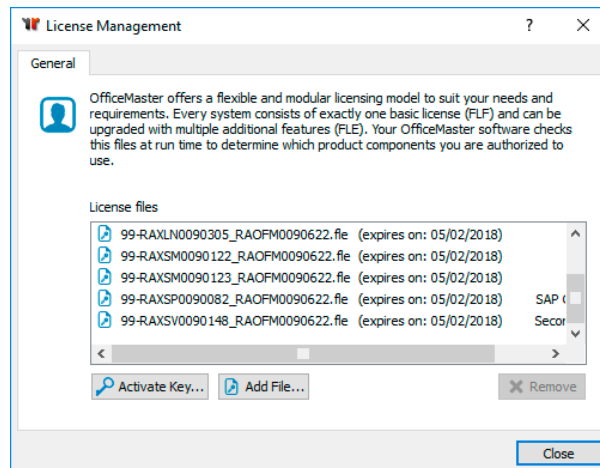 License Management
?
General
OfficeMaster offers a flexible and modular licensing model to suit your needs and
requirements. Every system consists of exactly one basic license (FLF) and can be
upgraded with multiple additional features (FLE). Your OfficeMaster software checks
this files at run time to determine which product components you are authorized to
use.
License files
99-RAXLN0090305_RAOFM0090622.fle (expires on: 05/02/2018)
99-RAXSM0090122_RAOFM0090622.fle (expires on: 05/02/2018)
99-RAXSM0090123_RAOFM0090622.fle (expires on: 05/02/2018)
99-RAXSP0090082_RAOFM0090622.fle (expires on: 05/02/2018) SAP
99-RAXSV0090148_RAOFM0090622.fle (expires on: 05/02/2018) Secor
Activate Key... Add File... Remove
Close